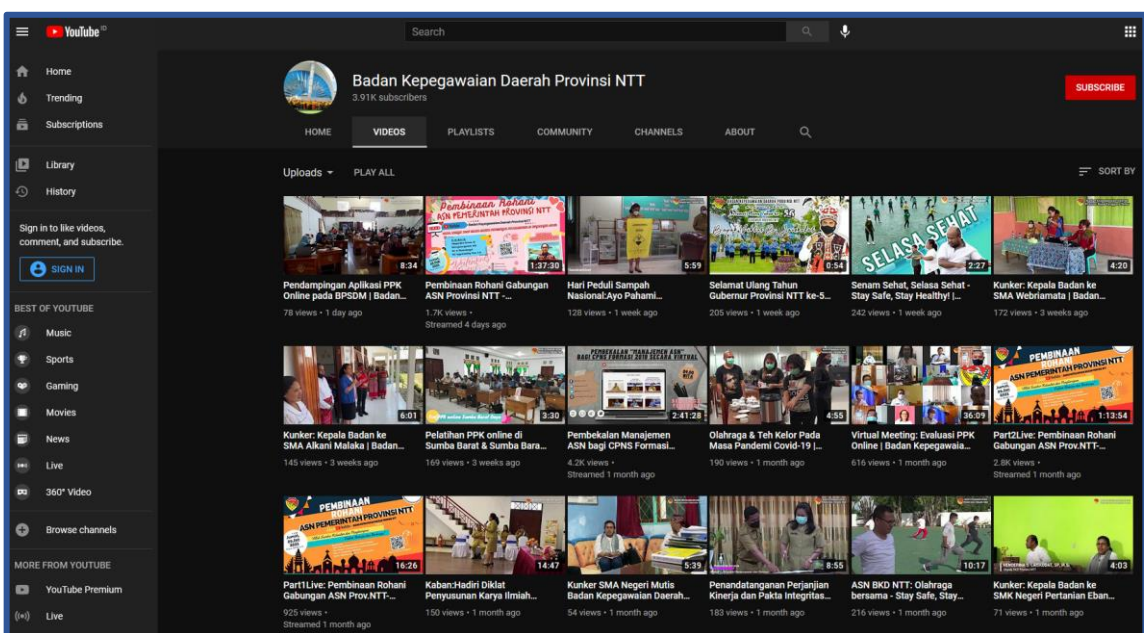 YouTube ID
Search
Home
Trending
Subscriptions
Library
History
Sign in to like videos,
comment, and subscribe.
SIGN IN
BEST OF YOUTUBE
Music
Sports
Gaming
Movies
News
Live
360° Video
Browse channels
MORE FROM YOUTUBE
YouTube Premium
Live
Badan Kepegawaian Daerah Provinsi NTT
3.91K subscribers
SUBSCRIBE
HOME VIDEOS PLAYLISTS COMMUNITY CHANNELS ABOUT
Uploads PLAY ALL SORT BY
8:34
Pendampingan Aplikasi PPK
Online pada BPSDM | Badan...
78 views • 1 day ago
Pembinaan Rohani
ASN PEMERINTAH PROVINSI NTT
1:37:30
Pembinaan Rohani Gabungan
ASN Provinsi NTT -...
1.7K views •
Streamed 4 days ago
5:59
Hari Peduli Sampah
Nasional:Ayo Pahami...
128 views • 1 week ago
0:54
Selamat Ulang Tahun
Gubernur Provinsi NTT ke-5...
205 views • 1 week ago
SELASA SEHAT
2:27
Senam Sehat, Selasa Sehat -
Stay Safe, Stay Healthy! |...
242 views • 1 week ago
4:20
Kunker: Kepala Badan ke
SMA Webriamata | Badan...
172 views • 3 weeks ago
6:01
Kunker: Kepala Badan ke
SMA Alkani Malaka | Badan...
145 views • 3 weeks ago
3:30
Pelatihan PPK online di
Sumba Barat & Sumba Bara...
169 views • 3 weeks ago
PEMBEKALAN "MANAJEMEN ASN"
BAGI CPNS FORMASI 2018 SECARA VIRTUAL
2:41:28
Pembekalan Manajemen
ASN bagi CPNS Formasi...
4.2K views •
Streamed 1 month ago
4:55
Olahraga & Teh Kelor Pada
Masa Pandemi Covid-19 |...
190 views • 1 month ago
36:09
Virtual Meeting: Evaluasi PPK
Online | Badan Kepegawaia...
616 views • 1 month ago
PEMBINAAN
ROHANI
ASN PEMERINTAH PROVINSI NTT
1:13:54
Part2Live: Pembinaan Rohani
Gabungan ASN Prov.NTT-...
2.8K views •
Streamed 1 month ago
PEMBINAAN
ROHANI
ASN PEMERINTAH PROVINSI NTT
16:26
Part1Live: Pembinaan Rohani
Gabungan ASN Prov.NTT-...
925 views •
Streamed 1 month ago
14:47
Kaban:Hadiri Diklat
Penyusunan Karya Ilmiah...
150 views • 1 month ago
5:39
Kunker SMA Negeri Mutis
Badan Kepegawaian Daerah...
54 views • 1 month ago
8:55
Penandatanganan Perjanjian
Kinerja dan Pakta Integritas...
183 views • 1 month ago
10:17
ASN BKD NTT: Olahraga
bersama - Stay Safe, Stay...
216 views • 1 month ago
4:03
Kunker: Kepala Badan ke
SMK Negeri Pertanian Eban...
71 views • 1 month ago